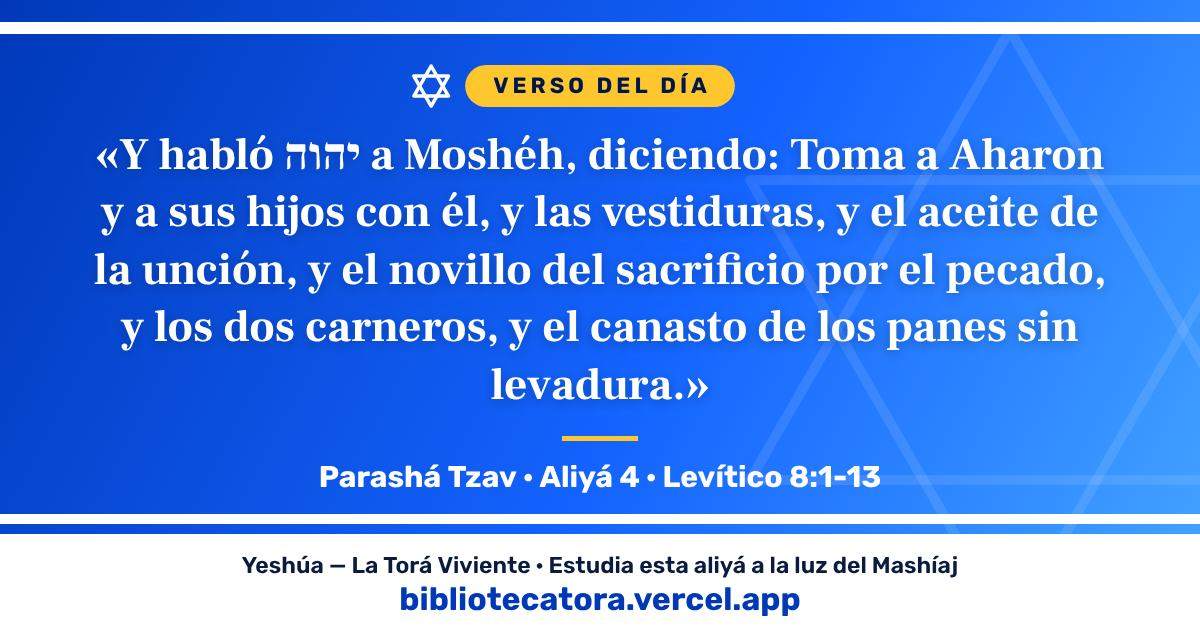 VERSO DEL DÍA
«Y habló יהוה a Moshéh, diciendo: Toma a Aharon
y a sus hijos con él, y las vestiduras, y el aceite de
la unción, y el novillo del sacrificio por el pecado,
y los dos carneros, y el canasto de los panes sin
levadura.»
Parashá Tzav • Aliyá 4 • Levítico 8:1-13
Yeshúa — La Torá Viviente • Estudia esta aliyá a la luz del Mashíaj
bibliotecatora.vercel.app